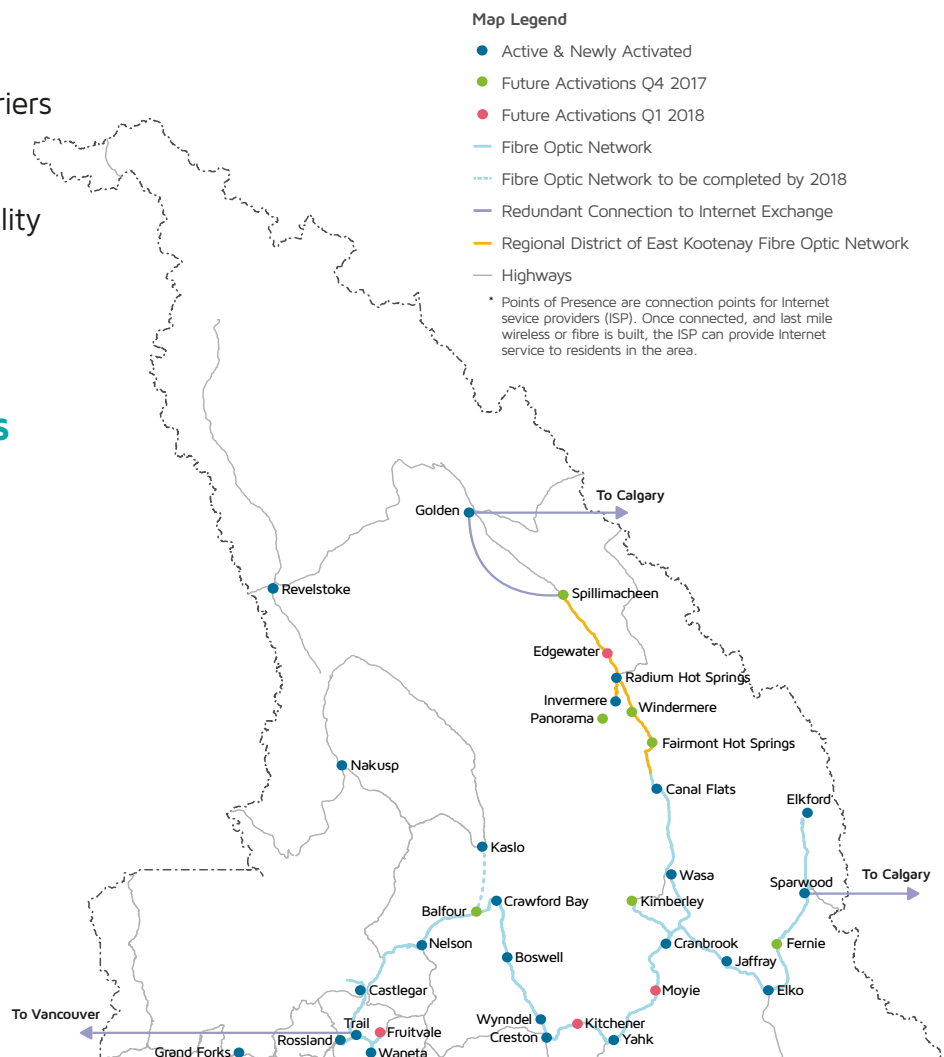 Map Legend
Active & Newly Activated
Future Activations Q4 2017
Future Activations Q1 2018
Fibre Optic Network
Fibre Optic Network to be completed by 2018
Redundant Connection to Internet Exchange
Regional District of East Kootenay Fibre Optic Network
Highways
* Points of Presence are connection points for Internet
sevice providers (ISP). Once connected, and last mile
wireless or fibre is built, the ISP can provide Internet
service to residents in the area.
riers
lity
s
To Calgary
Golden
Revelstoke
Spillimacheen
Edgewater
Radium Hot Springs
Invermere
Windermere
Panorama
Fairmont Hot Springs
Nakusp
Canal Flats
Elkford
Kaslo
Wasa
To Calgary
Sparwood
Crawford Bay
Kimberley
Balfour
Nelson
Cranbrook
Fernie
Boswell
Jaffray
Castlegar
Moyie
Elko
To Vancouver
Trail
Fruitvale
Wynndel
Kitchener
Rossland
Creston
Yahk
Grand Forks
Waneta